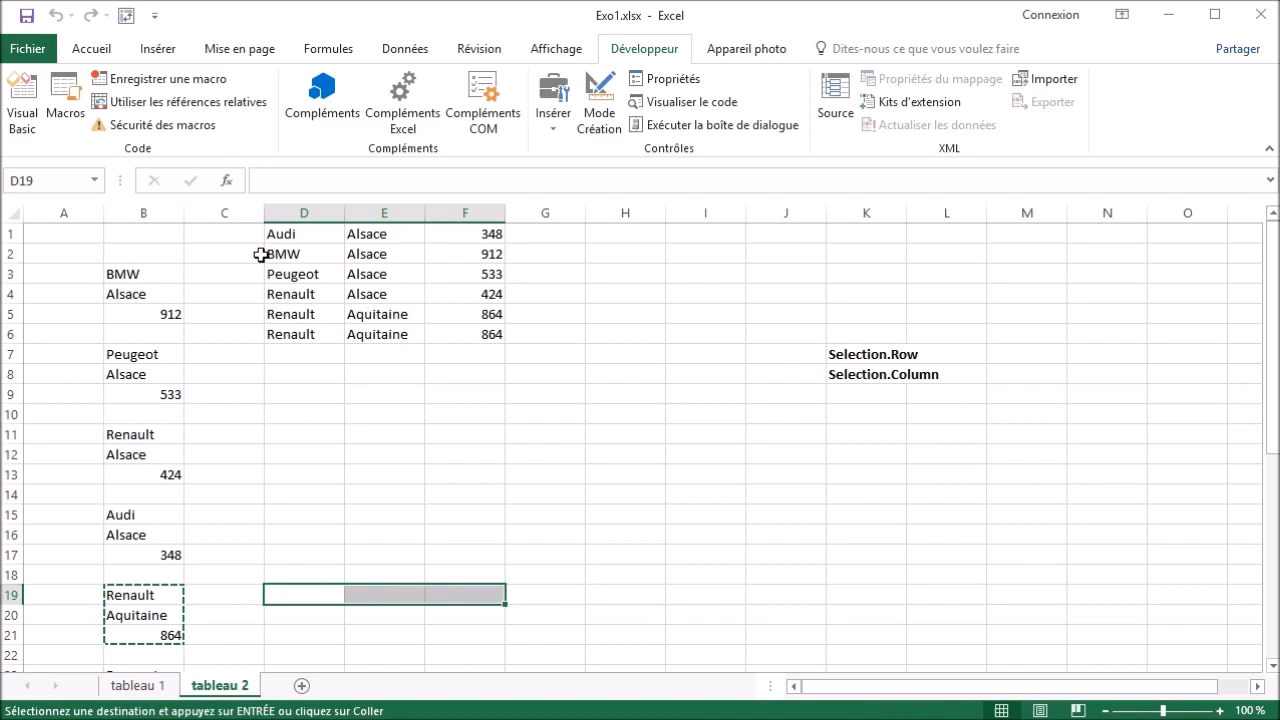 Exo1.xlsx - Excel
Connexion
Fichier Accueil Insérer Mise en page Formules Données Révision Affichage Développeur Appareil photo Dites-nous ce que vous voulez faire Partager
Visual Basic
Macros
Enregistrer une macro
Utiliser les références relatives
Sécurité des macros
Code
Compléments
Compléments Excel
Compléments COM
Compléments
Insérer
Mode Création
Propriétés
Visualiser le code
Exécuter la boîte de dialogue
Contrôles
Source
Propriétés du mappage
Kits d'extension
Actualiser les données
Importer
Exporter
XML
D19 fx
A B C D E F G H I J K L M N O
1 Audi Alsace 348
2 BMW Alsace 912
3 BMW Peugeot Alsace 533
4 Alsace Renault Alsace 424
5 912 Renault Aquitaine 864
6 Renault Aquitaine 864
7 Peugeot Selection.Row
8 Alsace Selection.Column
9 533
10
11 Renault
12 Alsace
13 424
14
15 Audi
16 Alsace
17 348
18
19 Renault
20 Aquitaine
21 864
22
tableau 1 tableau 2
Sélectionnez une destination et appuyez sur ENTRÉE ou cliquez sur Coller
100 %